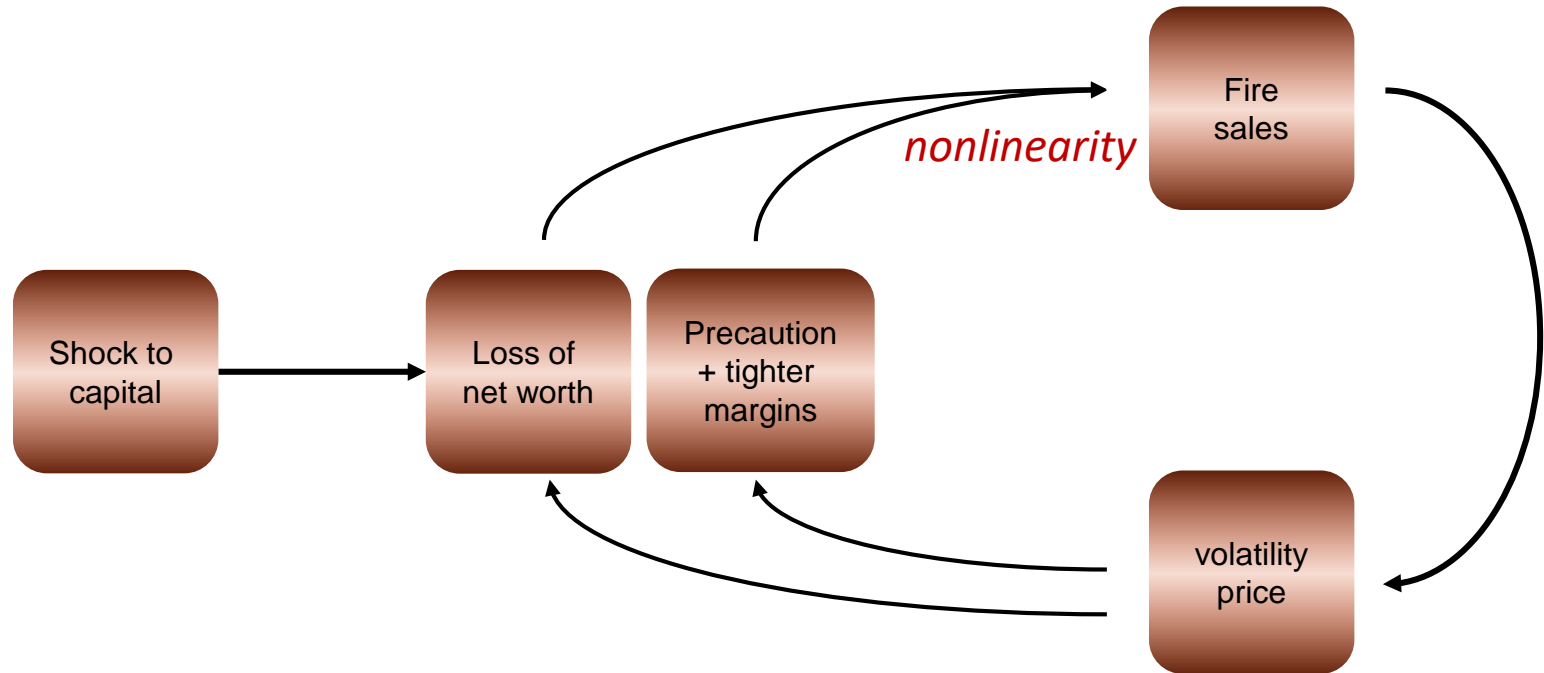 Fire
sales
nonlinearity
Shock to
capital
Loss of
net worth
Precaution
+ tighter
margins
volatility
price